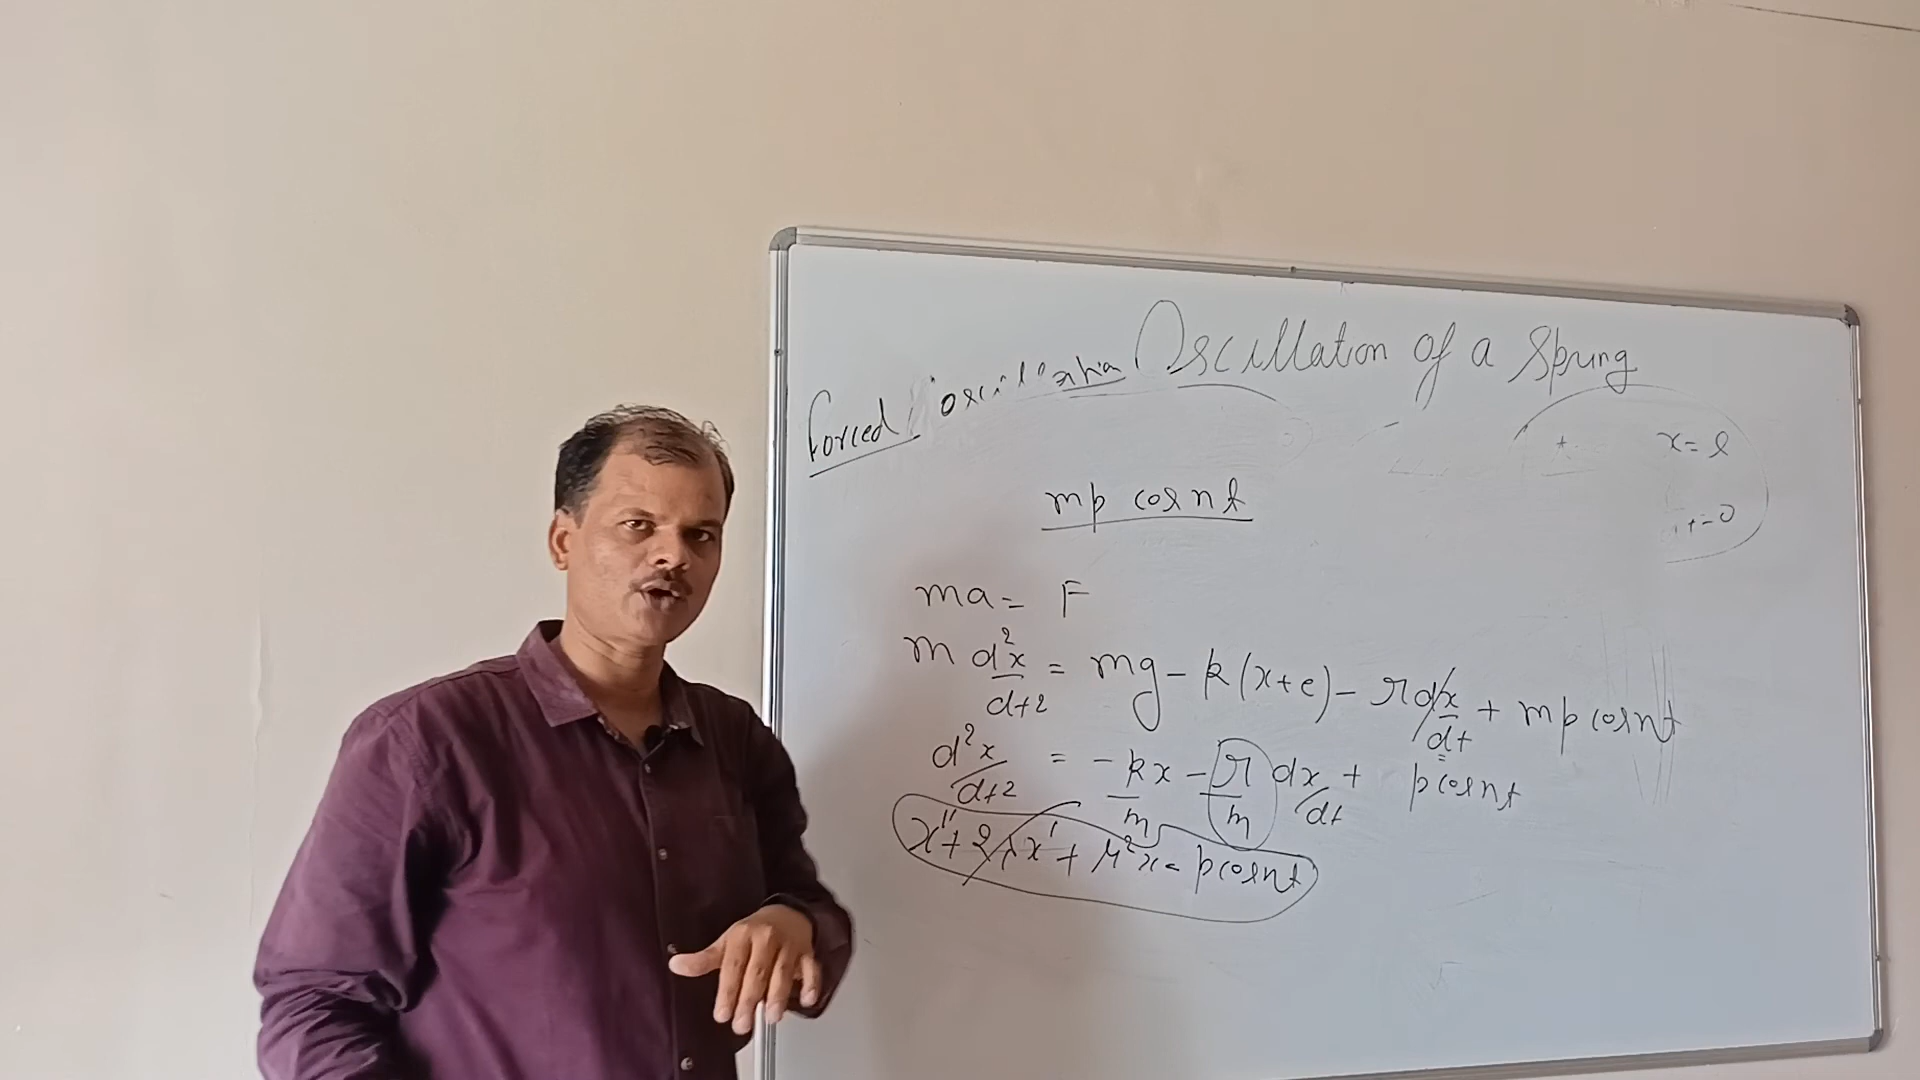 Oscillation of a Spring
Forced oscillation
x = l
t = 0
mp cos nt
ma = F
m d²x/dt² = mg - k(x+e) - r dx/dt + mp cos nt
d²x/dt² = -k/m x - r/m dx/dt + p cos nt
x'' + 2λx' + μ²x = p cos nt